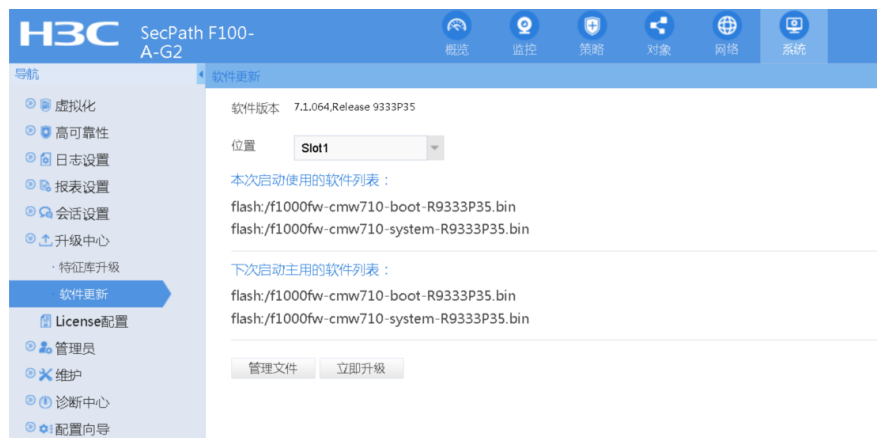 H3C
SecPath F100-
A-G2
概览
监控
策略
对象
网络
系统
导航
软件更新
虚拟化
高可靠性
日志设置
报表设置
会话设置
升级中心
· 特征库升级
· 软件更新
License配置
管理员
维护
诊断中心
配置向导
软件版本 7.1.064,Release 9333P35
位置 Slot1
本次启动使用的软件列表：
flash:/f1000fw-cmw710-boot-R9333P35.bin
flash:/f1000fw-cmw710-system-R9333P35.bin
下次启动主用的软件列表：
flash:/f1000fw-cmw710-boot-R9333P35.bin
flash:/f1000fw-cmw710-system-R9333P35.bin
管理文件 立即升级